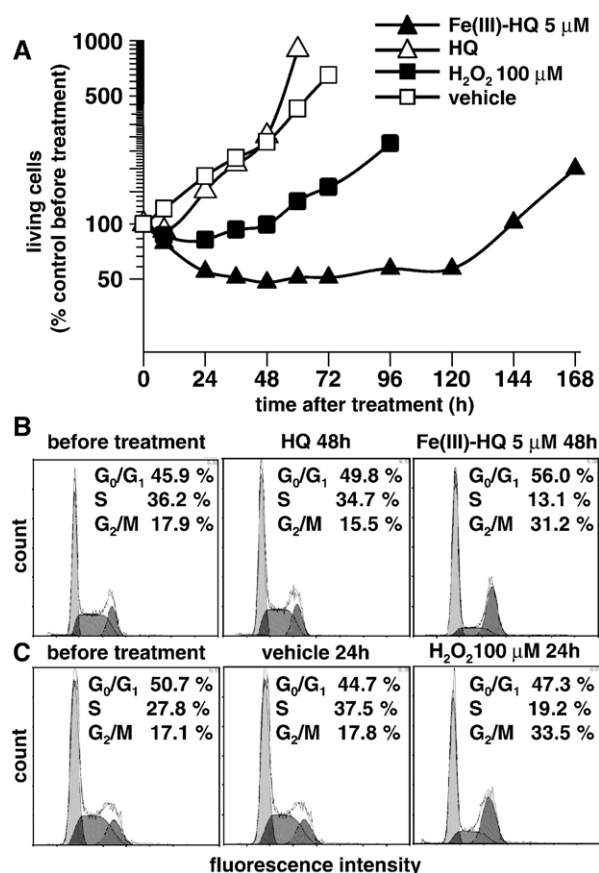 A
Fe(III)-HQ 5 μM
HQ
H₂O₂ 100 μM
vehicle
living cells
(% control before treatment)
1000
500
100
50
0 24 48 72 96 120 144 168
time after treatment (h)
B
before treatment
HQ 48h
Fe(III)-HQ 5 μM 48h
count
G₀/G₁ 45.9 %
S 36.2 %
G₂/M 17.9 %
G₀/G₁ 49.8 %
S 34.7 %
G₂/M 15.5 %
G₀/G₁ 56.0 %
S 13.1 %
G₂/M 31.2 %
C
before treatment
vehicle 24h
H₂O₂100 μM 24h
count
G₀/G₁ 50.7 %
S 27.8 %
G₂/M 17.1 %
G₀/G₁ 44.7 %
S 37.5 %
G₂/M 17.8 %
G₀/G₁ 47.3 %
S 19.2 %
G₂/M 33.5 %
fluorescence intensity